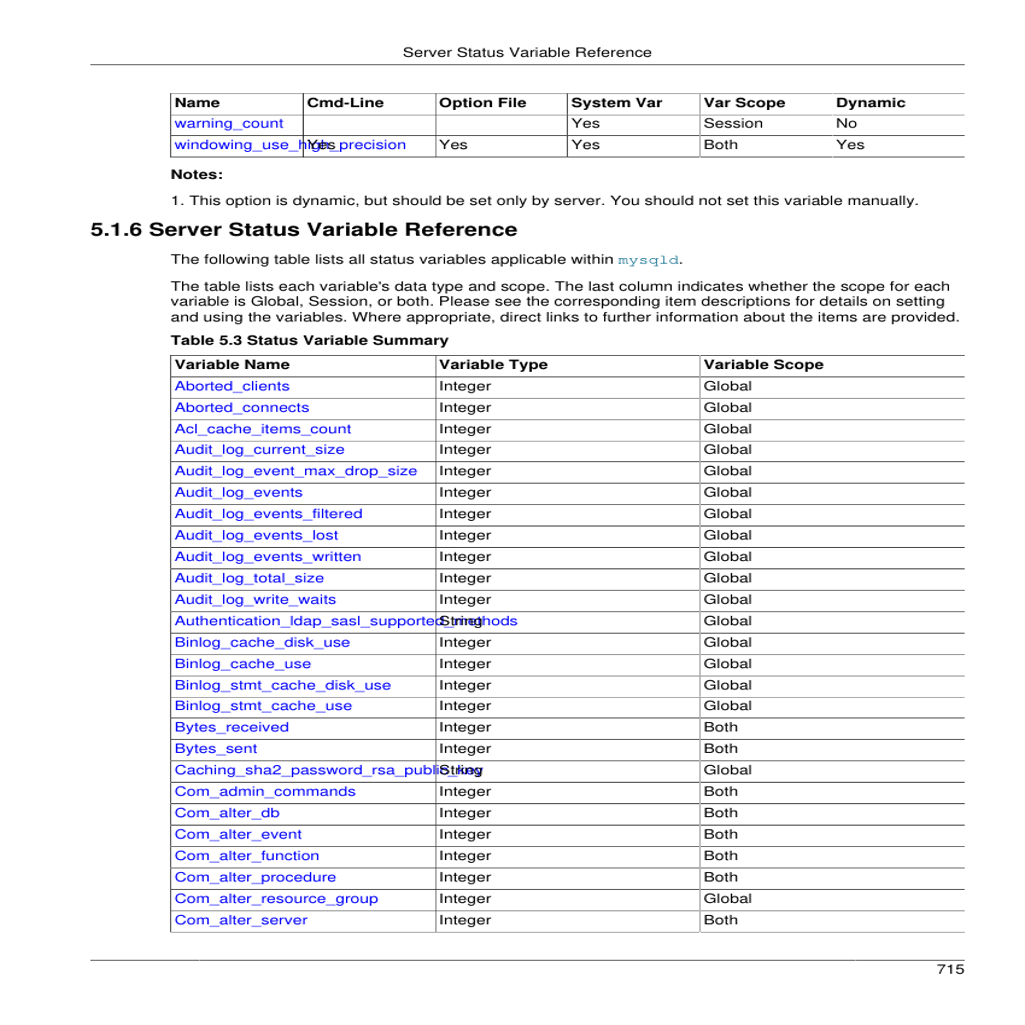 Server Status Variable Reference
Name Cmd-Line Option File System Var Var Scope Dynamic
warning_count Yes Session No
windowing_use_high_precision Yes Yes Yes Both Yes
Notes:
1. This option is dynamic, but should be set only by server. You should not set this variable manually.
5.1.6 Server Status Variable Reference
The following table lists all status variables applicable within mysqld.
The table lists each variable's data type and scope. The last column indicates whether the scope for each
variable is Global, Session, or both. Please see the corresponding item descriptions for details on setting
and using the variables. Where appropriate, direct links to further information about the items are provided.
Table 5.3 Status Variable Summary
Variable Name Variable Type Variable Scope
Aborted_clients Integer Global
Aborted_connects Integer Global
Acl_cache_items_count Integer Global
Audit_log_current_size Integer Global
Audit_log_event_max_drop_size Integer Global
Audit_log_events Integer Global
Audit_log_events_filtered Integer Global
Audit_log_events_lost Integer Global
Audit_log_events_written Integer Global
Audit_log_total_size Integer Global
Audit_log_write_waits Integer Global
Authentication_ldap_sasl_supported_methods String Global
Binlog_cache_disk_use Integer Global
Binlog_cache_use Integer Global
Binlog_stmt_cache_disk_use Integer Global
Binlog_stmt_cache_use Integer Global
Bytes_received Integer Both
Bytes_sent Integer Both
Caching_sha2_password_rsa_public_key String Global
Com_admin_commands Integer Both
Com_alter_db Integer Both
Com_alter_event Integer Both
Com_alter_function Integer Both
Com_alter_procedure Integer Both
Com_alter_resource_group Integer Global
Com_alter_server Integer Both
715